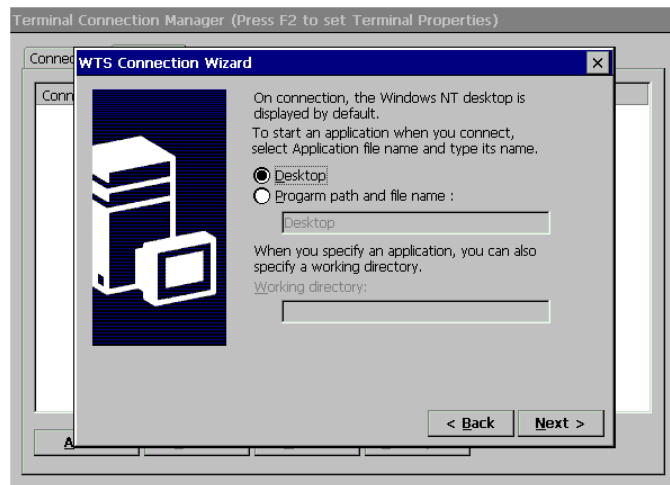 Terminal Connection Manager (Press F2 to set Terminal Properties)
WTS Connection Wizard
On connection, the Windows NT desktop is
displayed by default.
To start an application when you connect,
select Application file name and type its name.
Desktop
Progarm path and file name :
Desktop
When you specify an application, you can also
specify a working directory.
Working directory:
< Back Next >